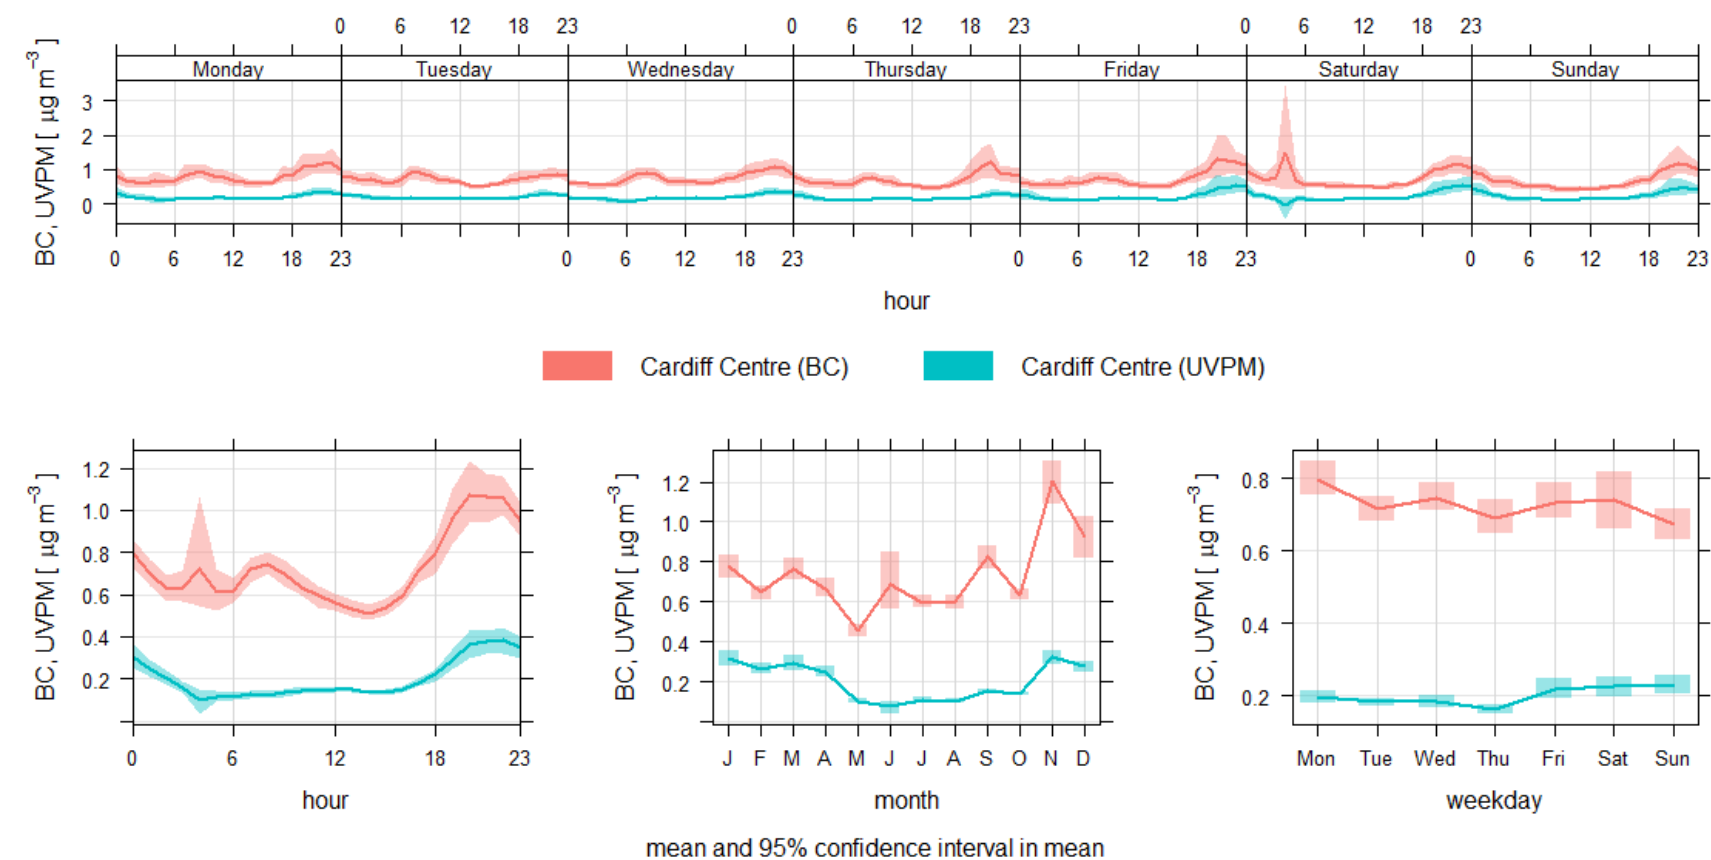 0 6 12 18 23 0 6 12 18 23 0 6 12 18 23
Monday Tuesday Wednesday Thursday Friday Saturday Sunday
BC, UVPM [ µg m⁻³ ]
3
2
1
0
0 6 12 18 23 0 6 12 18 23 0 6 12 18 23 0 6 12 18 23
hour
Cardiff Centre (BC) Cardiff Centre (UVPM)
BC, UVPM [ µg m⁻³ ]
1.2
1.0
0.8
0.6
0.4
0.2
0 6 12 18 23
hour
BC, UVPM [ µg m⁻³ ]
1.2
1.0
0.8
0.6
0.4
0.2
J F M A M J J A S O N D
month
BC, UVPM [ µg m⁻³ ]
0.8
0.6
0.4
0.2
Mon Tue Wed Thu Fri Sat Sun
weekday
mean and 95% confidence interval in mean